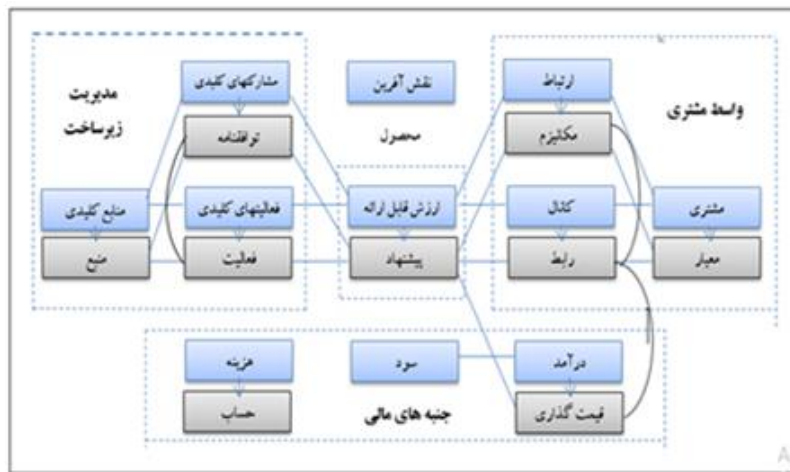 ارتباط
نقش آفرین
مشارکتهای کلیدی
مدیریت
زیرساخت
واسط مشتری
مکانیزم
محصول
توافقنامه
مشتری
کانال
ارزش قابل ارائه
فعالیتهای کلیدی
منابع کلیدی
معیار
رابط
پیشنهاد
فعالیت
منبع
درآمد
سود
هزینه
قیمت گذاری
جنبه های مالی
حساب
A